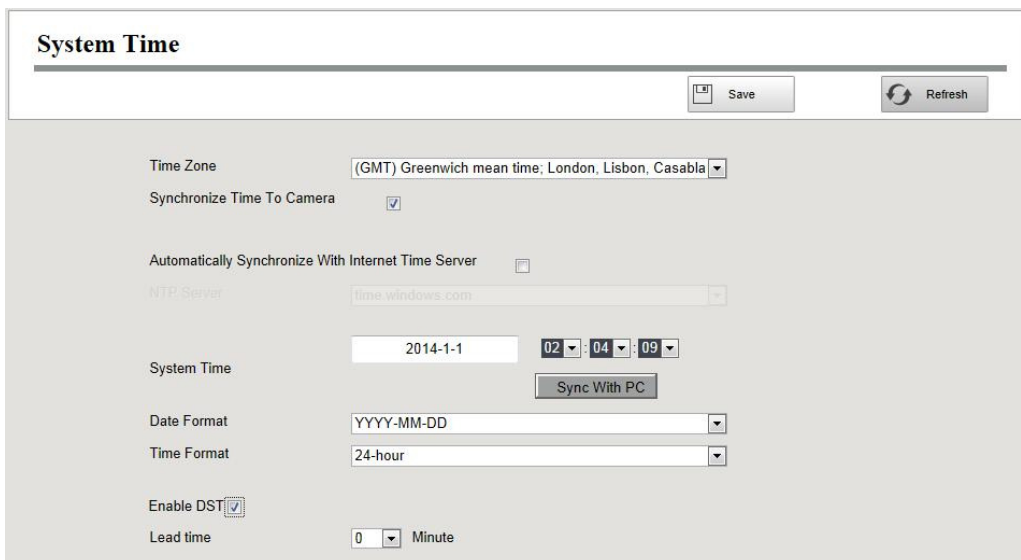 System Time
Save Refresh
Time Zone (GMT) Greenwich mean time; London, Lisbon, Casabla
Synchronize Time To Camera
Automatically Synchronize With Internet Time Server
NTP Server time.windows.com
2014-1-1 02 : 04 : 09
System Time
Sync With PC
Date Format YYYY-MM-DD
Time Format 24-hour
Enable DST
Lead time 0 Minute